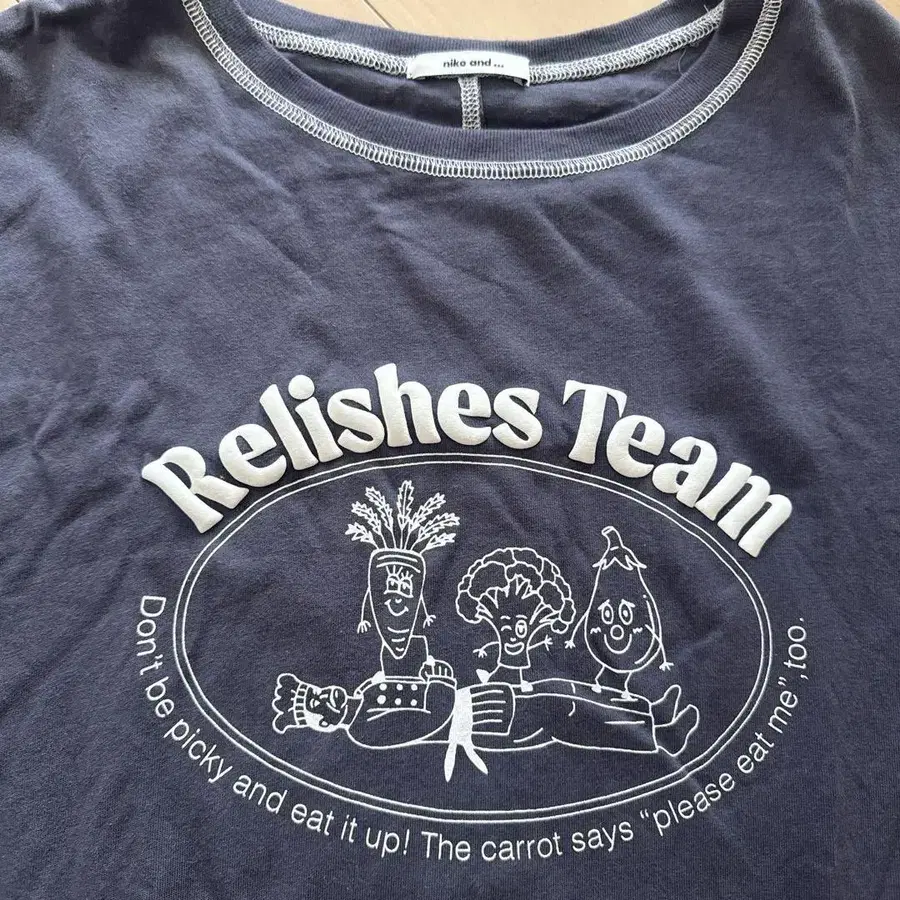 niko and ...
Relishes Team
Don't be picky and eat it up! The carrot says "please eat me", too.